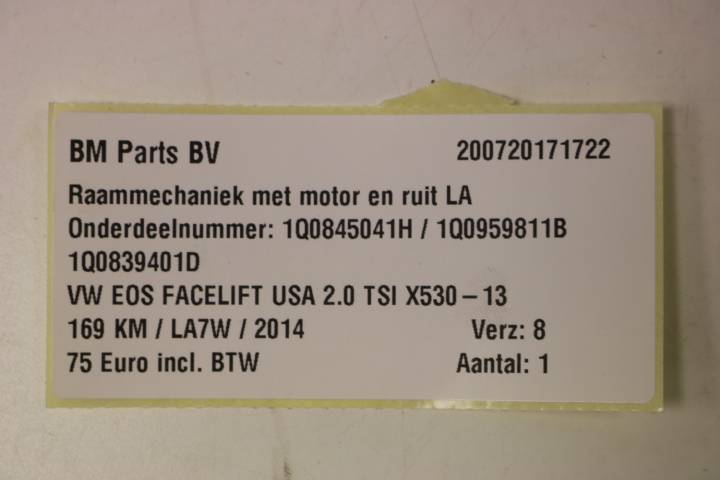 BM Parts BV 200720171722
Raammechaniek met motor en ruit LA
Onderdeelnummer: 1Q0845041H / 1Q0959811B
1Q0839401D
VW EOS FACELIFT USA 2.0 TSI X530 – 13
169 KM / LA7W / 2014 Verz: 8
75 Euro incl. BTW Aantal: 1